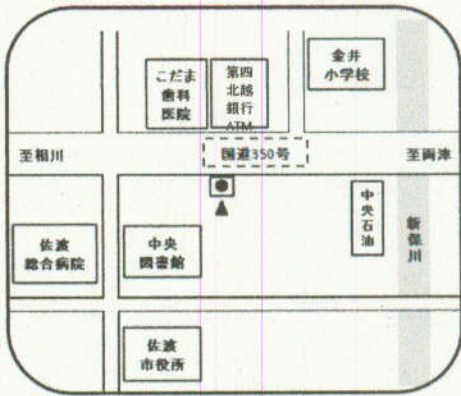 金井
小学校
こだま
歯科
医院
第四
北越
銀行
ATM
至相川
国道350号
至両津
佐渡
総合病院
中央
図書館
中央石油
新保川
佐渡
市役所